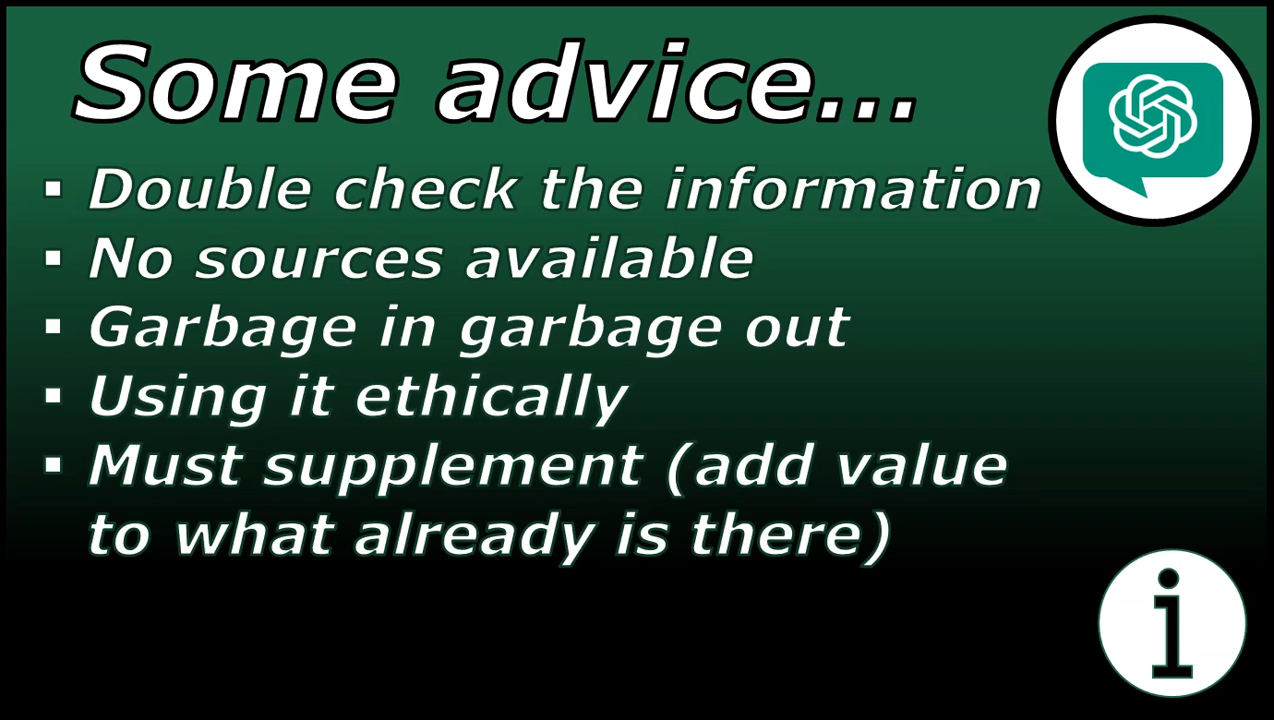 Some advice...
▪ Double check the information
▪ No sources available
▪ Garbage in garbage out
▪ Using it ethically
▪ Must supplement (add value
to what already is there)
i